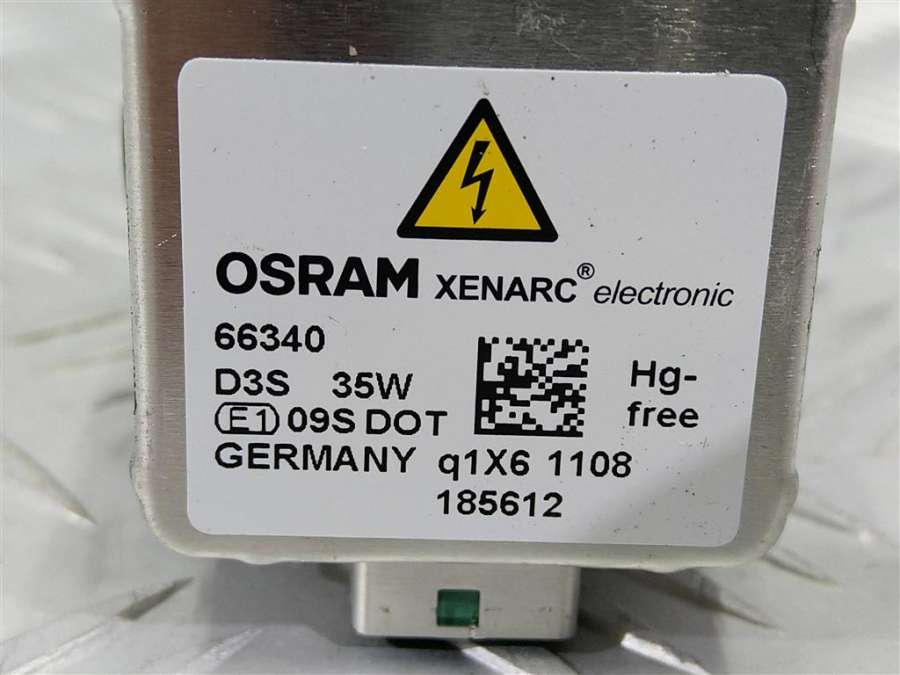 OSRAM XENARC® electronic
66340
D3S 35W
E1 09S DOT
Hg-
free
GERMANY q1X6 1108
185612